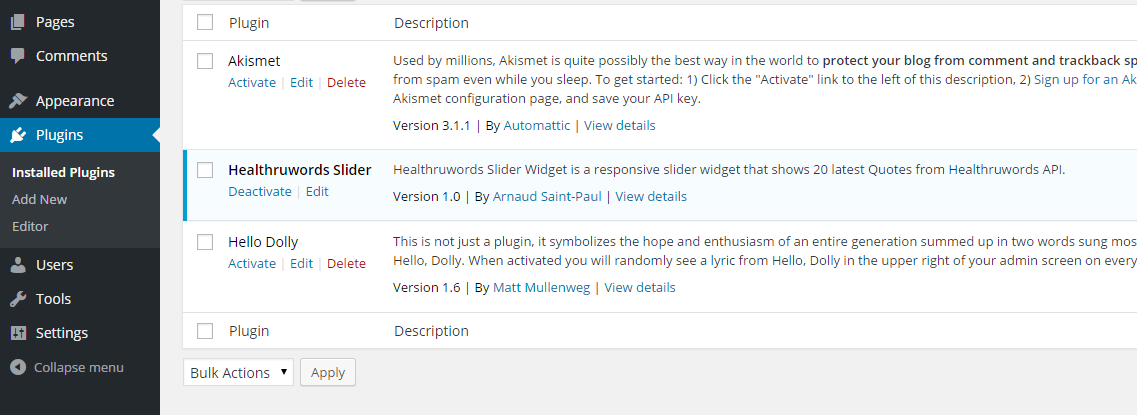 Pages
Comments
Appearance
Plugins
Installed Plugins
Add New
Editor
Users
Tools
Settings
Collapse menu
Plugin Description
Akismet
Activate | Edit | Delete
Used by millions, Akismet is quite possibly the best way in the world to protect your blog from comment and trackback sp
from spam even while you sleep. To get started: 1) Click the "Activate" link to the left of this description, 2) Sign up for an Ak
Akismet configuration page, and save your API key.
Version 3.1.1 | By Automattic | View details
Healthruwords Slider
Deactivate | Edit
Healthruwords Slider Widget is a responsive slider widget that shows 20 latest Quotes from Healthruwords API.
Version 1.0 | By Arnaud Saint-Paul | View details
Hello Dolly
Activate | Edit | Delete
This is not just a plugin, it symbolizes the hope and enthusiasm of an entire generation summed up in two words sung mos
Hello, Dolly. When activated you will randomly see a lyric from Hello, Dolly in the upper right of your admin screen on every
Version 1.6 | By Matt Mullenweg | View details
Plugin Description
Bulk Actions Apply